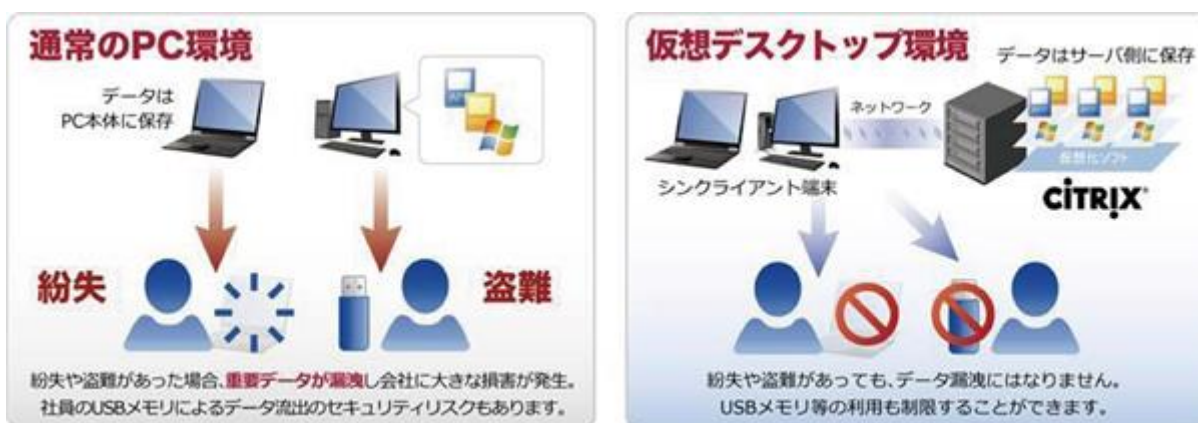 通常のPC環境
データは
PC本体に保存
紛失
盗難
紛失や盗難があった場合、重要データが漏洩し会社に大きな損害が発生。
社員のUSBメモリによるデータ流出のセキュリティリスクもあります。
仮想デスクトップ環境
データはサーバ側に保存
ネットワーク
仮想化ソフト
シンクライアント端末
CiTRIX
紛失や盗難があっても、データ漏洩にはなりません。
USBメモリ等の利用も制限することができます。